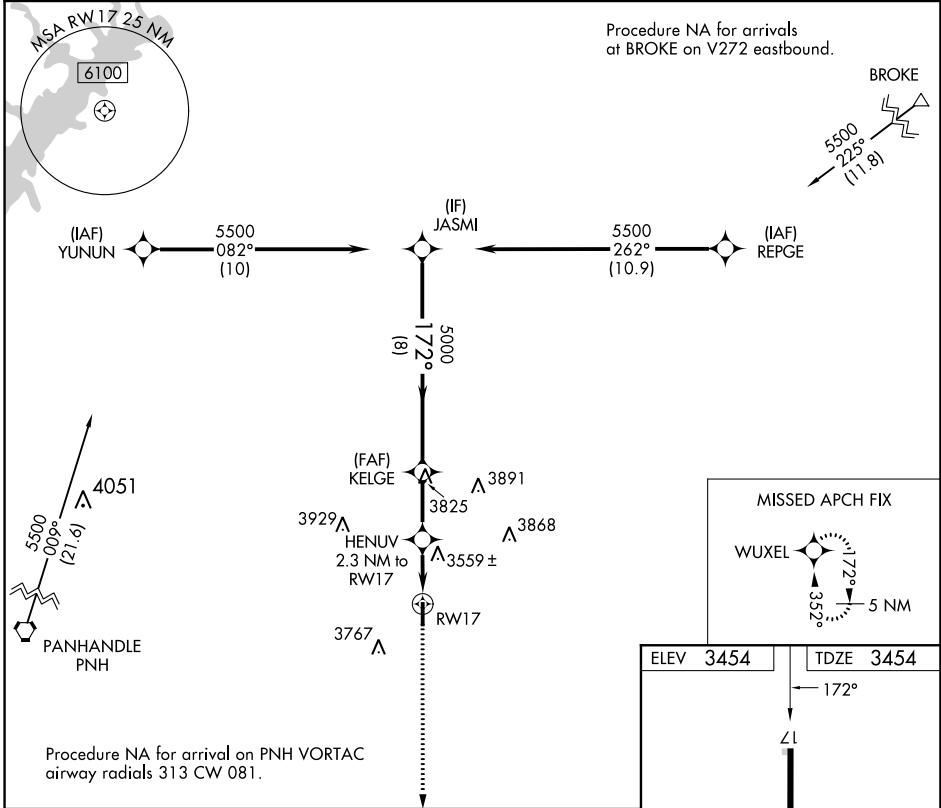 MSA RW17 25 NM
6100
Procedure NA for arrivals
at BROKE on V272 eastbound.
BROKE
5500
225°
(11.8)
(IAF)
YUNUN
5500
082°
(10)
(IF)
JASMI
5500
262°
(10.9)
(IAF)
REPGE
5000
172°
(8)
(FAF)
KELGE
3891
3825
4051
5500
009°
(21.6)
3929
HENUV
2.3 NM to
RW17
3868
3559 ±
RW17
3767
PANHANDLE
PNH
MISSED APCH FIX
WUXEL
172°
352°
5 NM
ELEV 3454
TDZE 3454
172°
17
Procedure NA for arrival on PNH VORTAC
airway radials 313 CW 081.